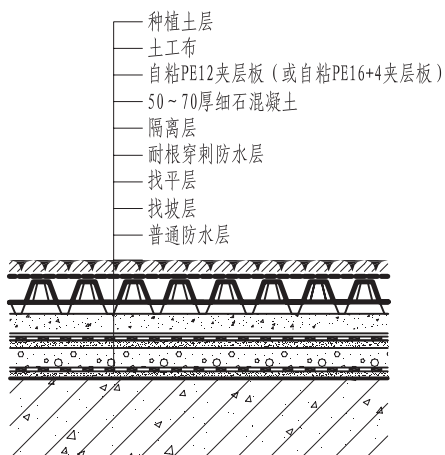 种植土层
土工布
自粘PE12夹层板（或自粘PE16+4夹层板）
50~70厚细石混凝土
隔离层
耐根穿刺防水层
找平层
找坡层
普通防水层